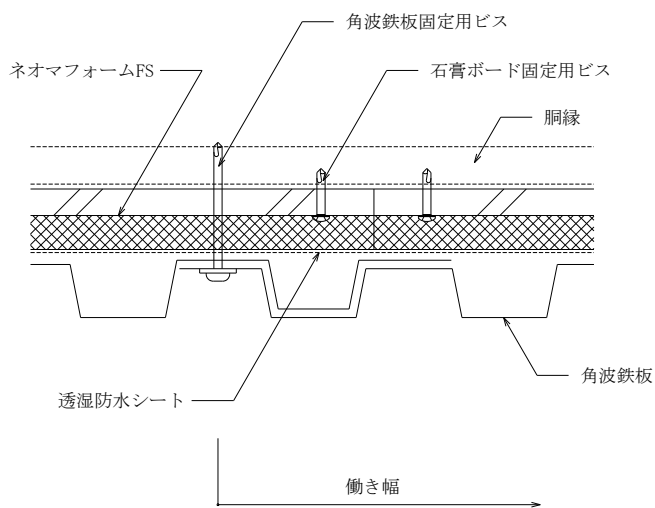 角波鉄板固定用ビス
ネオマフォームFS
石膏ボード固定用ビス
胴縁
角波鉄板
透湿防水シート
働き幅